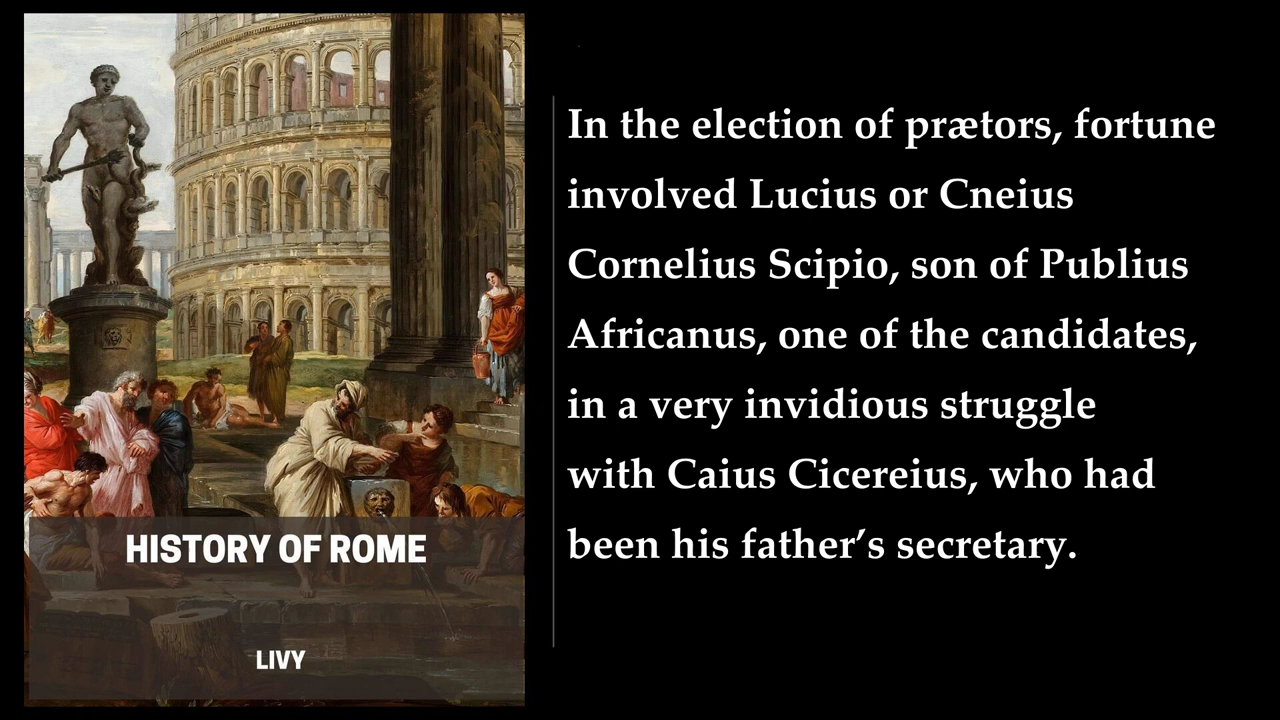 HISTORY OF ROME
LIVY
In the election of prætors, fortune
involved Lucius or Cneius
Cornelius Scipio, son of Publius
Africanus, one of the candidates,
in a very invidious struggle
with Caius Cicereius, who had
been his father’s secretary.